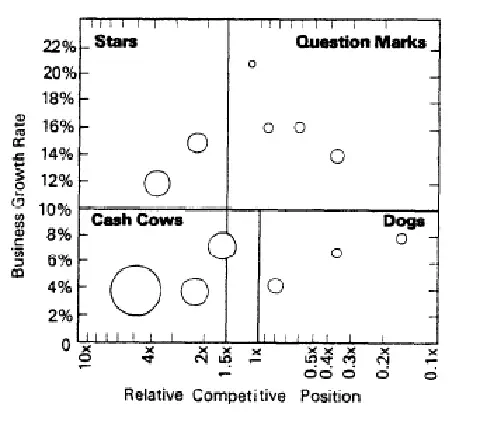 Stars
Question Marks
22%
20%
18%
16%
14%
12%
10%
Cash Cows
Dogs
8%
6%
4%
2%
0
Business Growth Rate
10x
4x
2x
1.5x
1x
0.5x
0.4x
0.3x
0.2x
0.1x
Relative Competitive Position